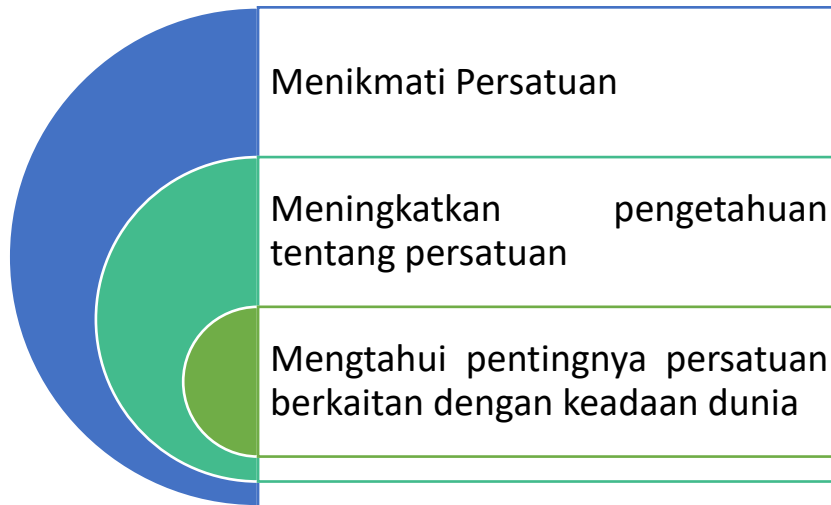 Menikmati Persatuan
Meningkatkan pengetahuan
tentang persatuan
Mengtahui pentingnya persatuan
berkaitan dengan keadaan dunia